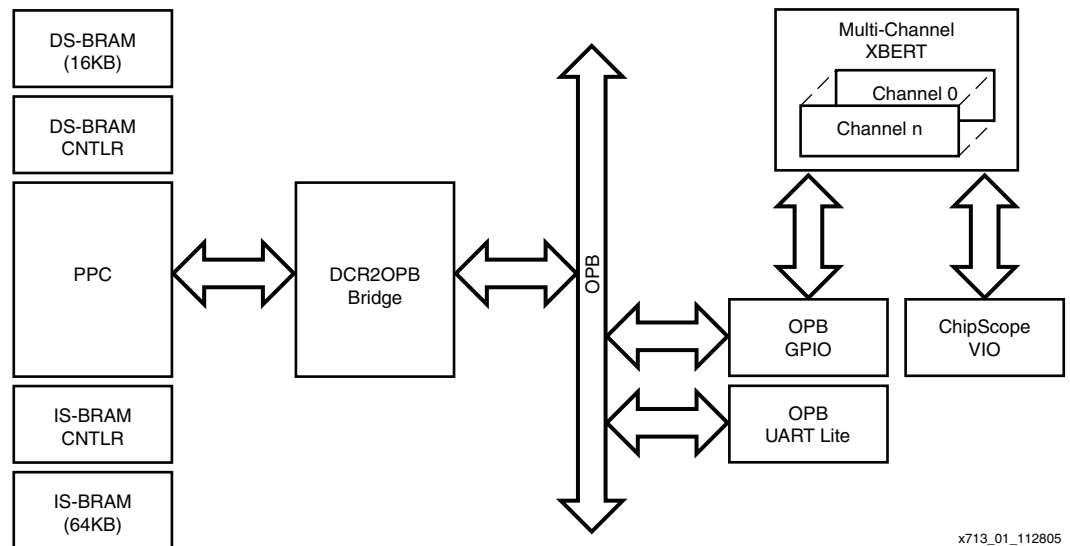 DS-BRAM
(16KB)
DS-BRAM
CNTLR
PPC
IS-BRAM
CNTLR
IS-BRAM
(64KB)
DCR2OPB
Bridge
OPB
Multi-Channel
XBERT
Channel 0
Channel n
OPB
GPIO
ChipScope
VIO
OPB
UART Lite
x713_01_112805